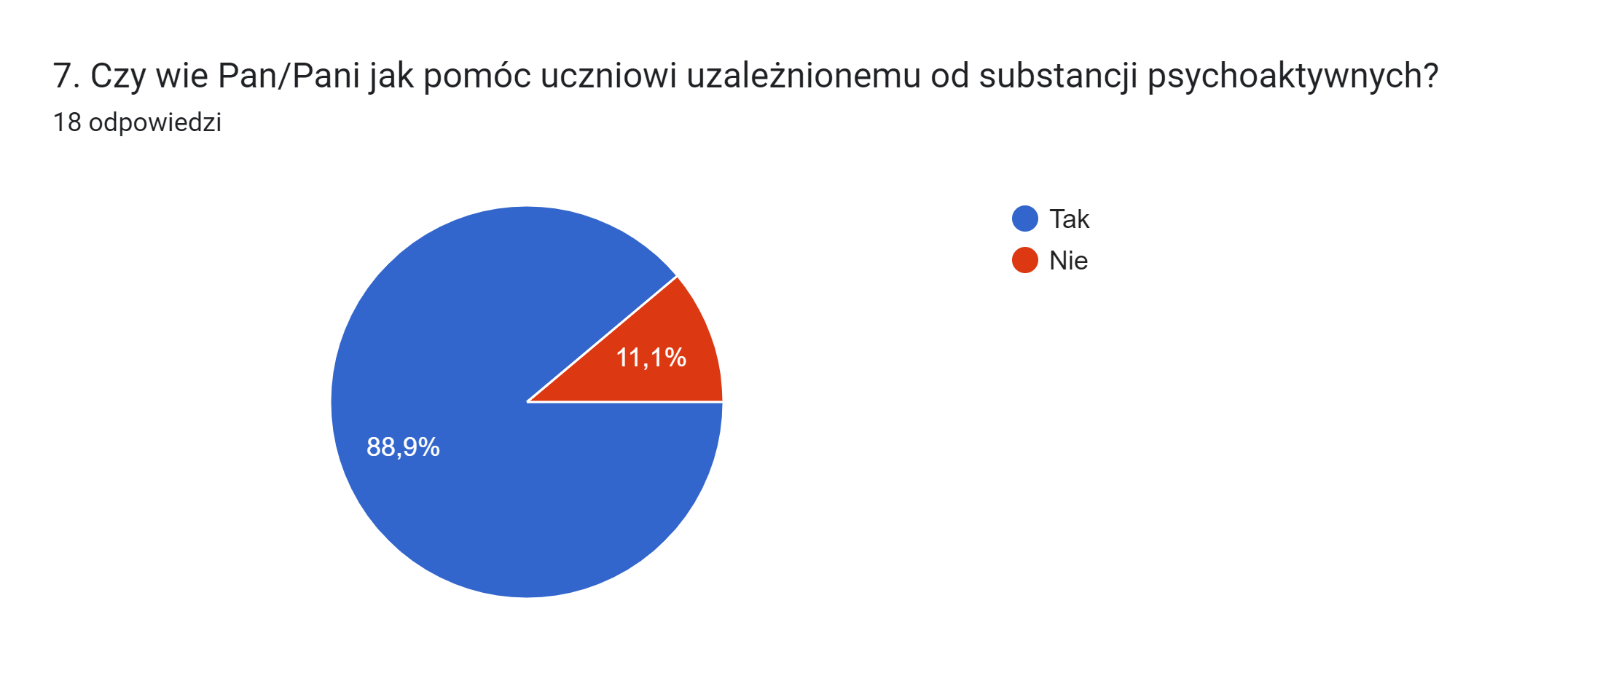 7. Czy wie Pan/Pani jak pomóc uczniowi uzależnionemu od substancji psychoaktywnych?
18 odpowiedzi
Tak
Nie
11,1%
88,9%